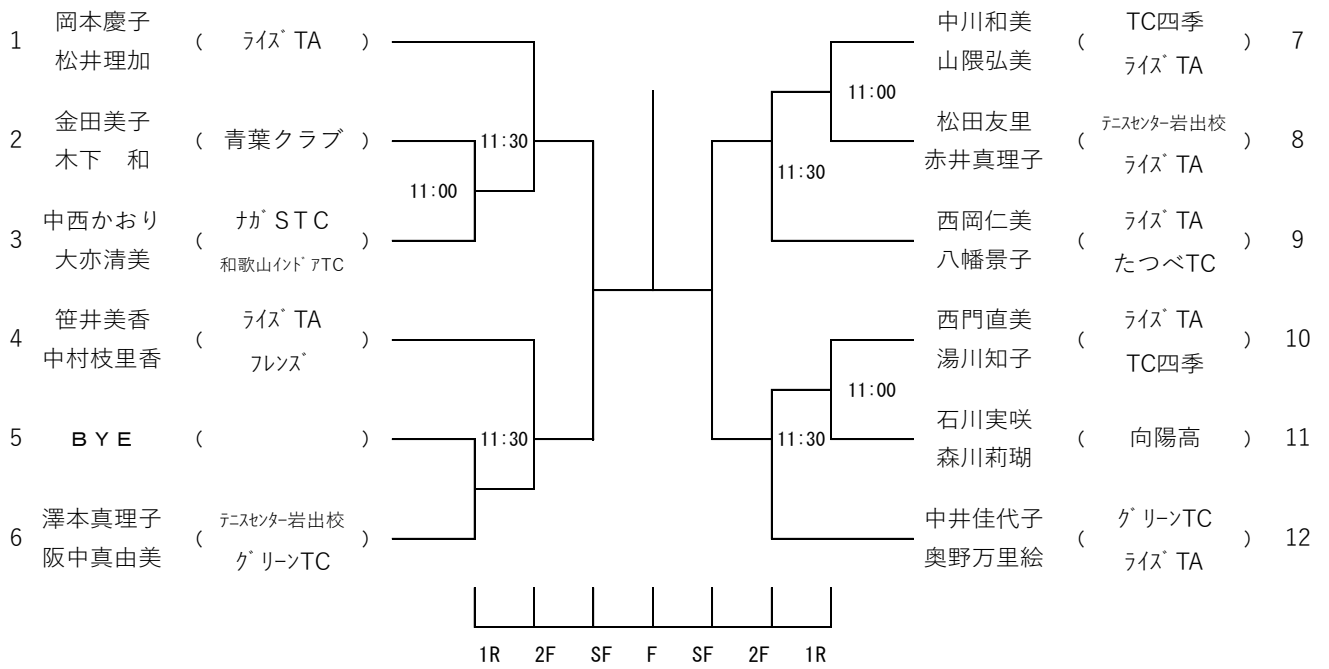 1 岡本慶子 松井理加 ( ﾗｲｽﾞTA )
2 金田美子 木下　和 ( 青葉クラブ )
3 中西かおり 大亦清美 ( ﾅｶﾞＳＴＣ 和歌山ｲﾝﾄﾞｱTC )
4 笹井美香 中村枝里香 ( ﾗｲｽﾞTA ﾌﾚﾝｽﾞ )
5 ＢＹＥ ( )
6 澤本真理子 阪中真由美 ( ﾃﾆｽｾﾝﾀｰ岩出校 ｸﾞﾘｰﾝTC )
11:30
11:00
11:30
中川和美 山隈弘美 ( TC四季 ﾗｲｽﾞTA ) 7
松田友里 赤井真理子 ( ﾃﾆｽｾﾝﾀｰ岩出校 ﾗｲｽﾞTA ) 8
西岡仁美 八幡景子 ( ﾗｲｽﾞTA たつべTC ) 9
西門直美 湯川知子 ( ﾗｲｽﾞTA TC四季 ) 10
石川実咲 森川莉瑚 ( 向陽高 ) 11
中井佳代子 奥野万里絵 ( ｸﾞﾘｰﾝTC ﾗｲｽﾞTA ) 12
11:00
11:30
11:00
11:30
1R 2F SF F SF 2F 1R